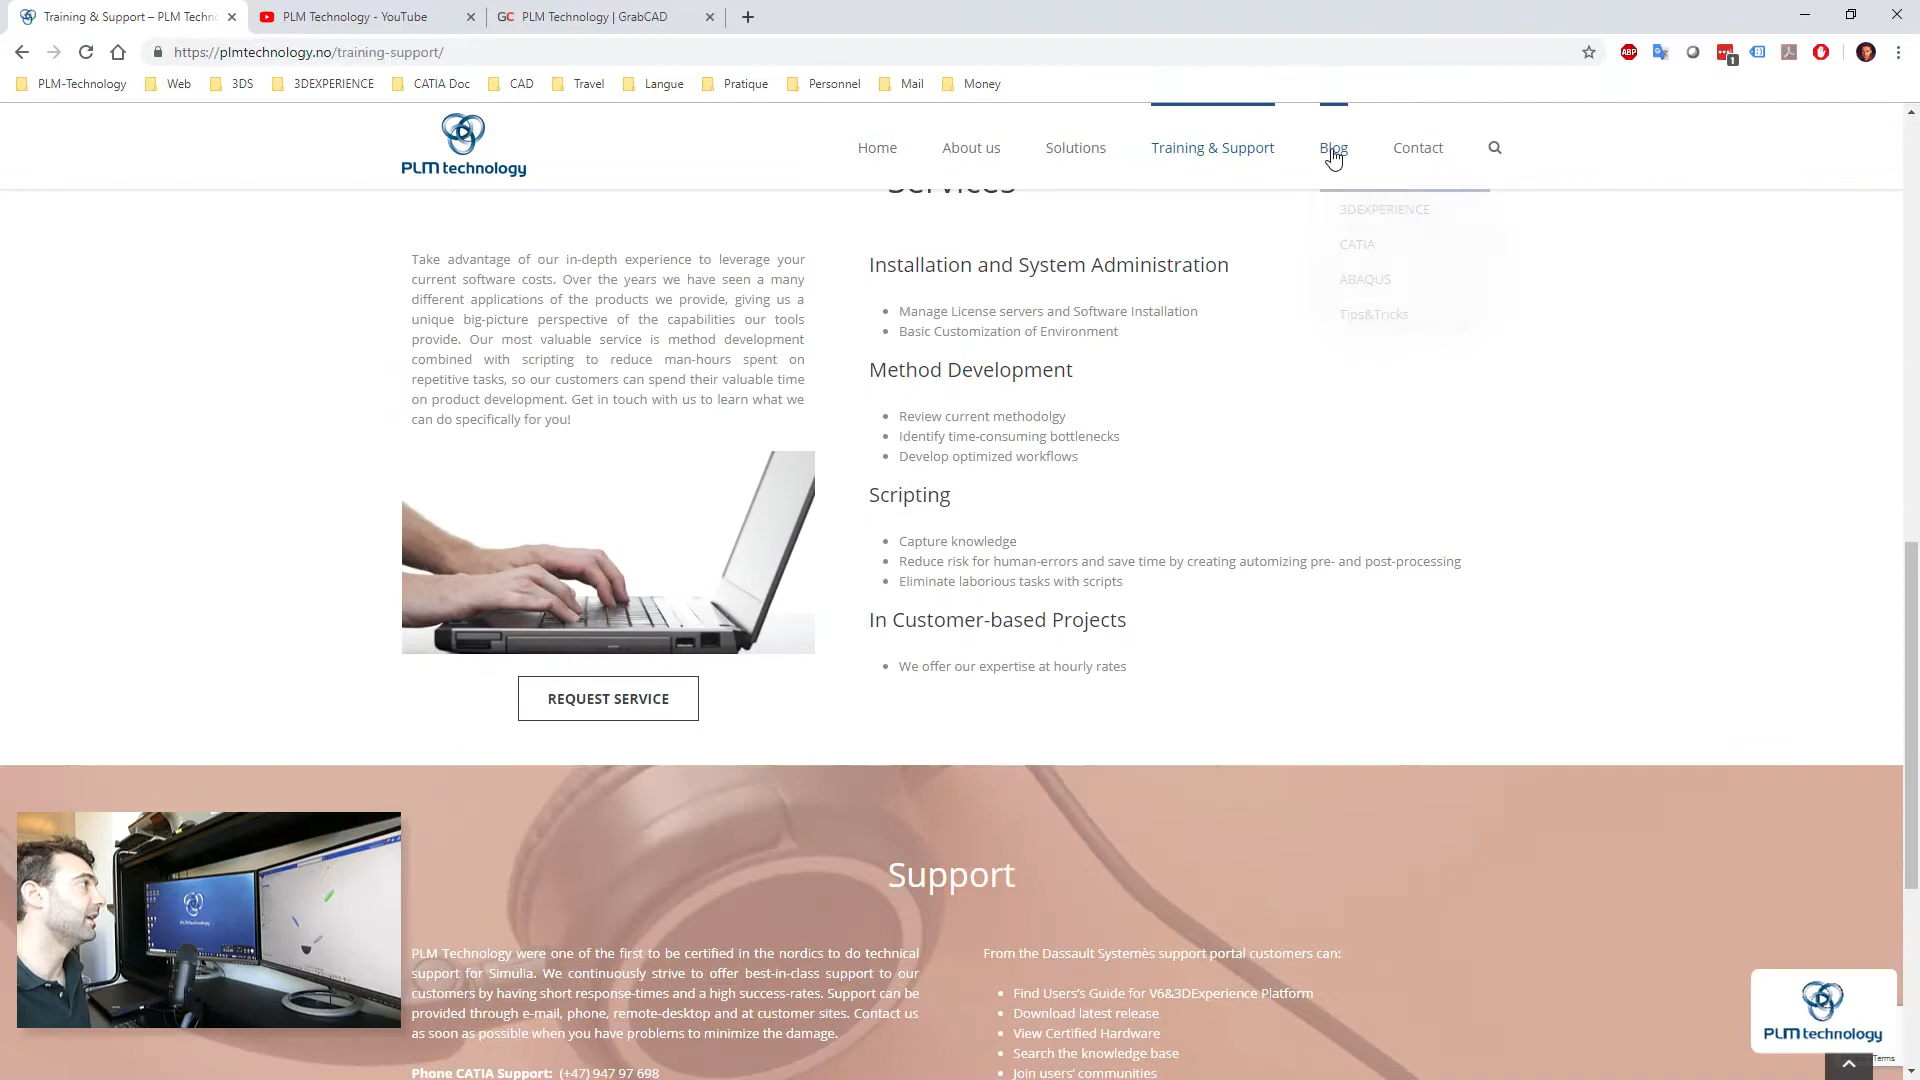 Training & Support – PLM Techno
PLM Technology - YouTube
GC PLM Technology | GrabCAD
https://plmtechnology.no/training-support/
ABP
1
PLM-Technology
Web
3DS
3DEXPERIENCE
CATIA Doc
CAD
Travel
Langue
Pratique
Personnel
Mail
Money
PLM technology
Home
About us
Solutions
Training & Support
Blog
Contact
Services
3DEXPERIENCE
CATIA
ABAQUS
Tips&Tricks
Take advantage of our in-depth experience to leverage your
current software costs. Over the years we have seen a many
different applications of the products we provide, giving us a
unique big-picture perspective of the capabilities our tools
provide. Our most valuable service is method development
combined with scripting to reduce man-hours spent on
repetitive tasks, so our customers can spend their valuable time
on product development. Get in touch with us to learn what we
can do specifically for you!
REQUEST SERVICE
Installation and System Administration
Manage License servers and Software Installation
Basic Customization of Environment
Method Development
Review current methodolgy
Identify time-consuming bottlenecks
Develop optimized workflows
Scripting
Capture knowledge
Reduce risk for human-errors and save time by creating automizing pre- and post-processing
Eliminate laborious tasks with scripts
In Customer-based Projects
We offer our expertise at hourly rates
Support
PLM Technology were one of the first to be certified in the nordics to do technical
support for Simulia. We continuously strive to offer best-in-class support to our
customers by having short response-times and a high success-rates. Support can be
provided through e-mail, phone, remote-desktop and at customer sites. Contact us
as soon as possible when you have problems to minimize the damage.
Phone CATIA Support: (+47) 947 97 698
From the Dassault Systemès support portal customers can:
Find Users's Guide for V6&3DExperience Platform
Download latest release
View Certified Hardware
Search the knowledge base
Join users' communities
PLM technology
PLM technology
Terms